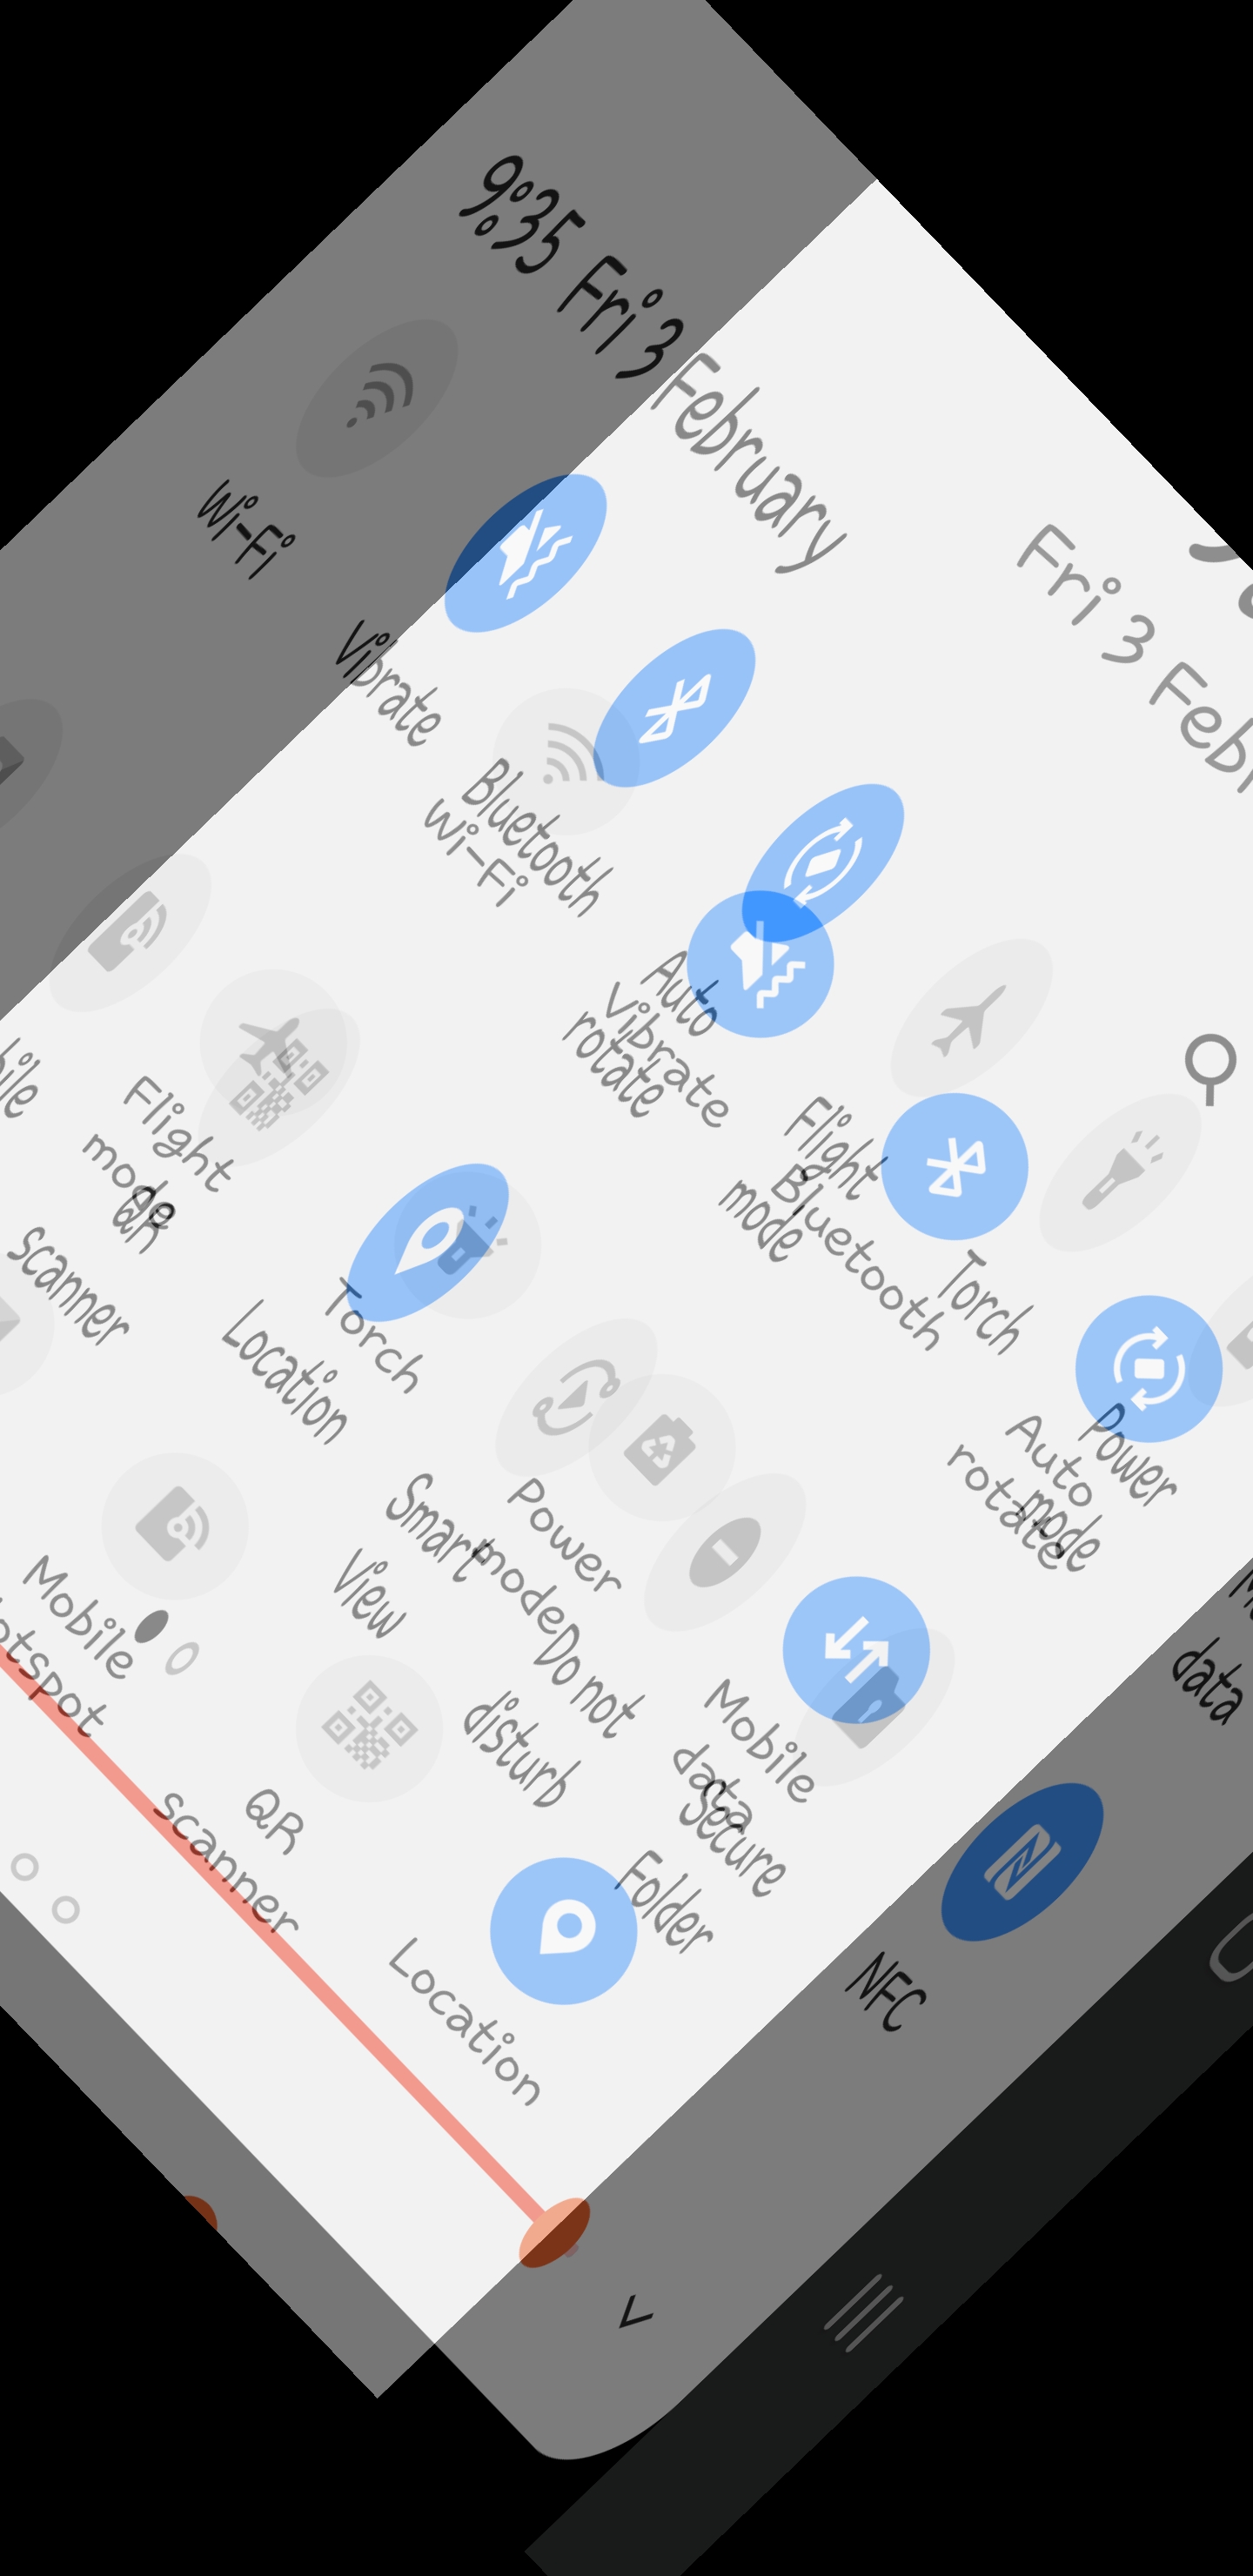 9:35 Fri 3 February
Fri 3 Feb
Wi-Fi
Vibrate
Bluetooth
Auto
rotate
Flight
mode
Torch
Power
mode
data
QR
scanner
Location
Smart
View
Do not
disturb
Secure
Folder
NFC
Wi-Fi
Vibrate
Bluetooth
Auto
rotate
Flight
mode
Torch
Power
mode
Mobile
data
Mobile
QR
scanner
Location